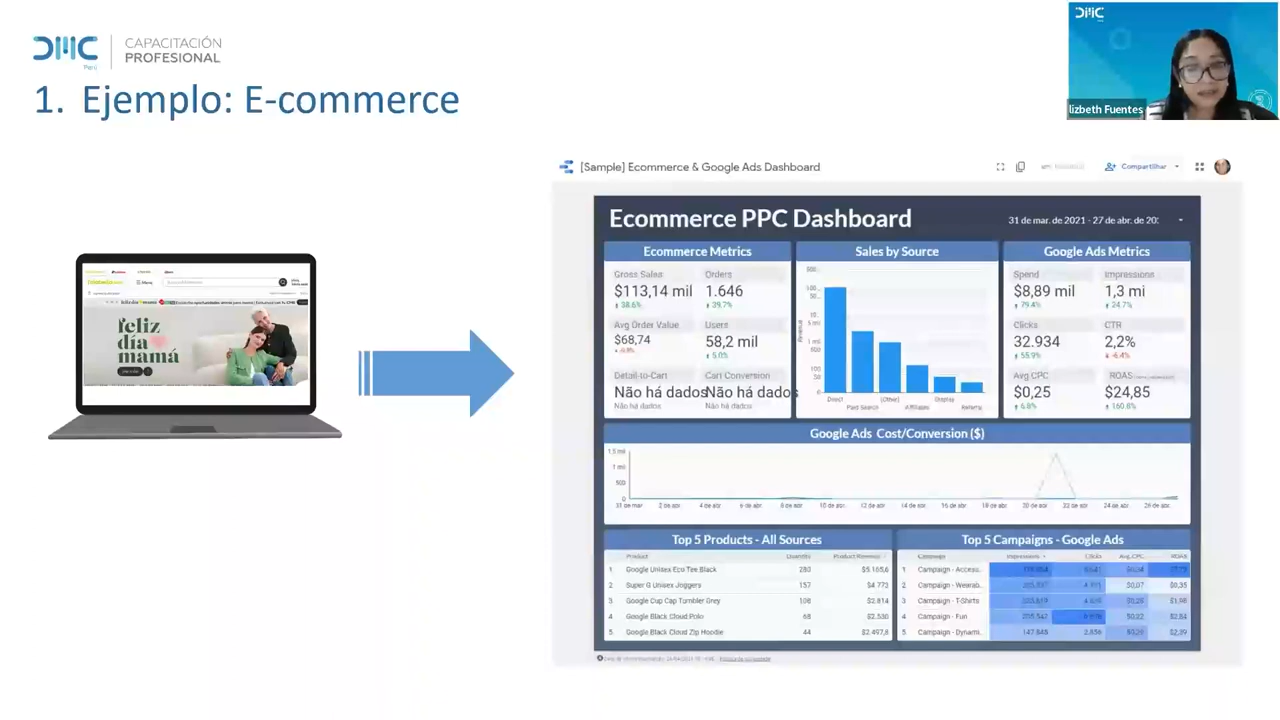 DMC
Perú
CAPACITACIÓN
PROFESIONAL
1. Ejemplo: E-commerce
DMC
lizbeth Fuentes
feliz
día
mamá
[Sample] Ecommerce & Google Ads Dashboard
Compartilhar
Ecommerce PPC Dashboard
31 de mar. de 2021 - 27 de abr. de 20:
Ecommerce Metrics
Gross Sales Orders
$113,14 mil 1.646
38.6% 39.7%
Avg Order Value Users
$68,74 58,2 mil
5.0%
Detail-to-Cart Cart Conversion
Não há dados Não há dados
Não há dados Não há dados
Sales by Source
Revenue
Direct
Paid Search
(Other)
Affiliates
Display
Referral
Google Ads Metrics
Spend Impressions
$8,89 mil 1,3 mi
79.4% 24.7%
Clicks CTR
32.934 2,2%
55.9% -6.4%
Avg CPC ROAS
$0,25 $24,85
6.8% 160.8%
Google Ads Cost/Conversion ($)
1,5 mil
1 mil
500
0
31 de mar 2 de abr. 4 de abr. 6 de abr. 8 de abr. 10 de abr. 12 de abr. 14 de abr. 16 de abr. 18 de abr. 20 de abr. 22 de abr. 24 de abr. 26 de abr.
Top 5 Products - All Sources
Product Quantity Product Revenue
1 Google Unisex Eco Tee Black 280 $5.165,6
2 Super G Unisex Joggers 157 $4.773
3 Google Cup Cap Tumbler Grey 108 $2.814
4 Google Black Cloud Polo 68 $2.530
5 Google Black Cloud Zip Hoodie 44 $2.497,8
Top 5 Campaigns - Google Ads
Campaign Impressions Clicks Avg. CPC ROAS
1 Campaign - Access..
2 Campaign - Wearab.. $0,07 $0,35
3 Campaign - T-Shirts $1,98
4 Campaign - Fun 205.547 $2,84
5 Campaign - Dynami.. 147.845 2.856 $2,39